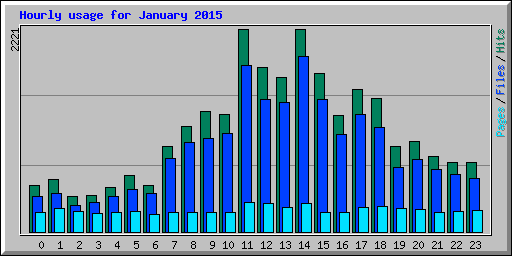 Hourly usage for January 2015
2221
Pages/Files/Hits
0 1 2 3 4 5 6 7 8 9 10 11 12 13 14 15 16 17 18 19 20 21 22 23